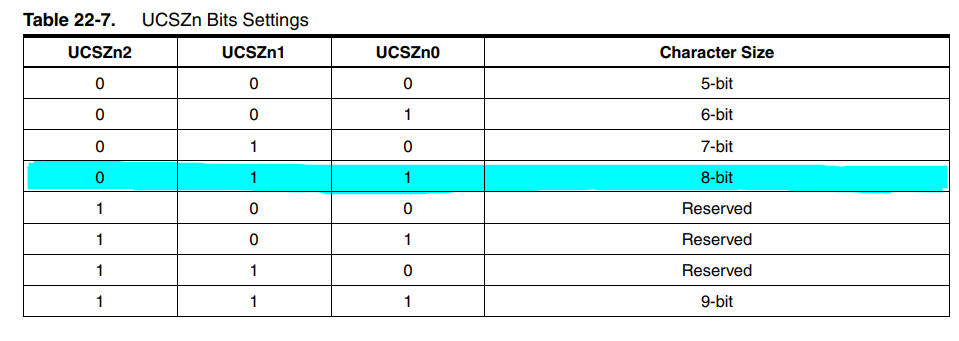 Table 22-7. UCSZn Bits Settings
UCSZn2 UCSZn1 UCSZn0 Character Size
0 0 0 5-bit
0 0 1 6-bit
0 1 0 7-bit
0 1 1 8-bit
1 0 0 Reserved
1 0 1 Reserved
1 1 0 Reserved
1 1 1 9-bit